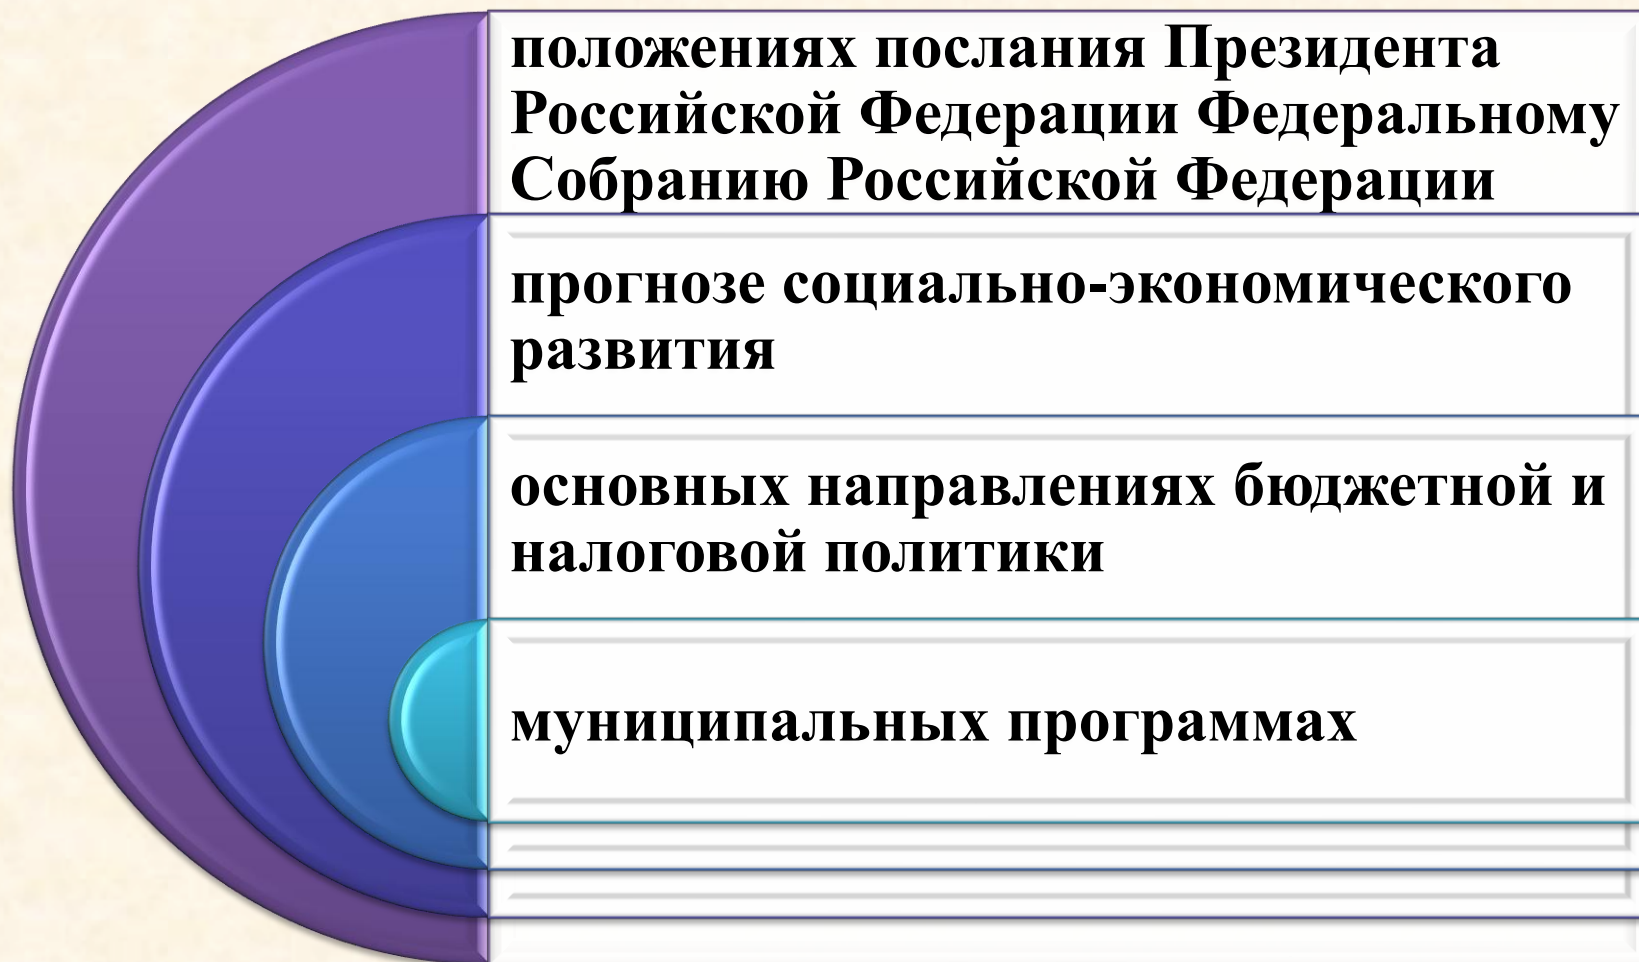 положениях послания Президента
Российской Федерации Федеральному
Собранию Российской Федерации
прогнозе социально-экономического
развития
основных направлениях бюджетной и
налоговой политики
муниципальных программах